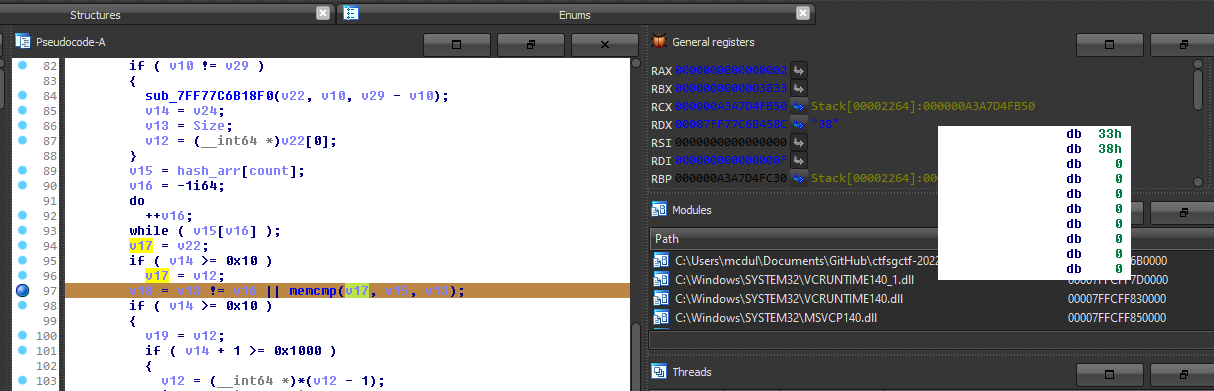 Structures
Enums
Pseudocode-A
82 if ( v10 != v29 )
83 {
84 sub_7FF77C6B18F0(v22, v10, v29 - v10);
85 v14 = v24;
86 v13 = Size;
87 v12 = (__int64 *)v22[0];
88 }
89 v15 = hash_arr[count];
90 v16 = -1i64;
91 do
92 ++v16;
93 while ( v15[v16] );
94 v17 = v22;
95 if ( v14 >= 0x10 )
96 v17 = v12;
97 v18 = v13 != v16 || memcmp(v17, v15, v13);
98 if ( v14 >= 0x10 )
99 {
100 v19 = v12;
101 if ( v14 + 1 >= 0x1000 )
102 {
103 v12 = (__int64 *)*(v12 - 1);
General registers
RAX 0000000000000002
RBX 0000000000003833
RCX 000000A3A7D4FB50 Stack[00002264]:000000A3A7D4FB50
RDX 00007FF77C6B458C "38"
RSI 0000000000000000
RDI 000000000000000F
RBP 000000A3A7D4FC30 Stack[00002264]:00
db 33h
db 38h
db 0
db 0
db 0
db 0
db 0
db 0
db 0
db 0
Modules
Path
C:\Users\mcdul\Documents\GitHub\ctfsgctf-2022
6B0000
C:\Windows\SYSTEM32\VCRUNTIME140_1.dll
00007FFCCF7D0000
C:\Windows\SYSTEM32\VCRUNTIME140.dll 00007FFCFF830000
C:\Windows\SYSTEM32\MSVCP140.dll 00007FFCFF850000
Threads